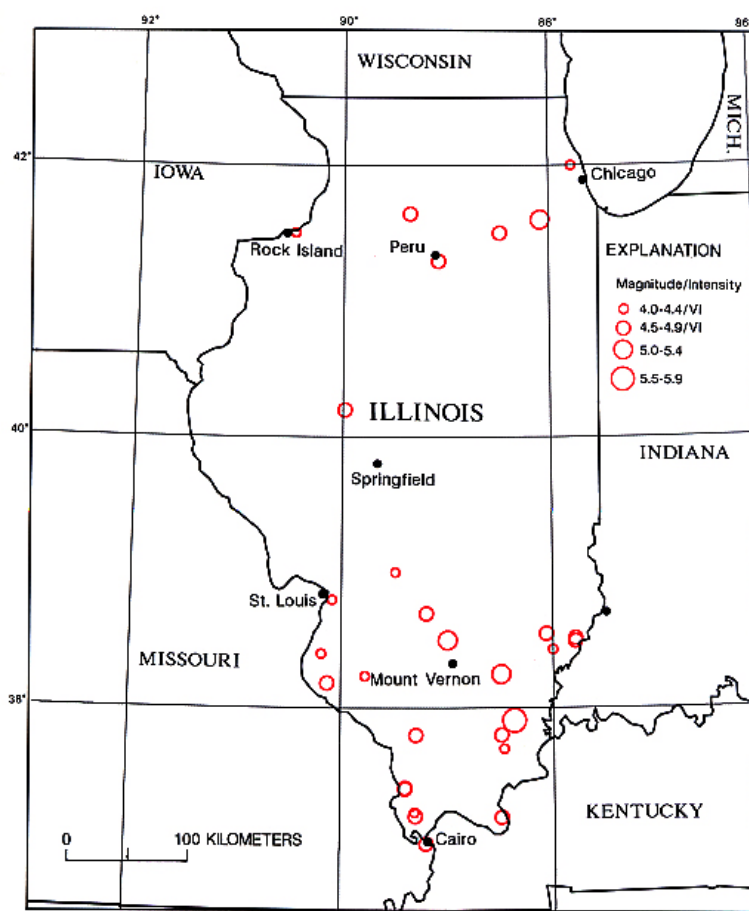 92°
90°
86°
86
WISCONSIN
MICH.
42°
IOWA
Chicago
Rock Island
Peru
EXPLANATION
Magnitude/Intensity
4.0-4.4/VI
4.5-4.9/VI
5.0-5.4
5.5-5.9
ILLINOIS
40°
INDIANA
Springfield
St. Louis
MISSOURI
Mount Vernon
38°
KENTUCKY
0
100 KILOMETERS
Cairo